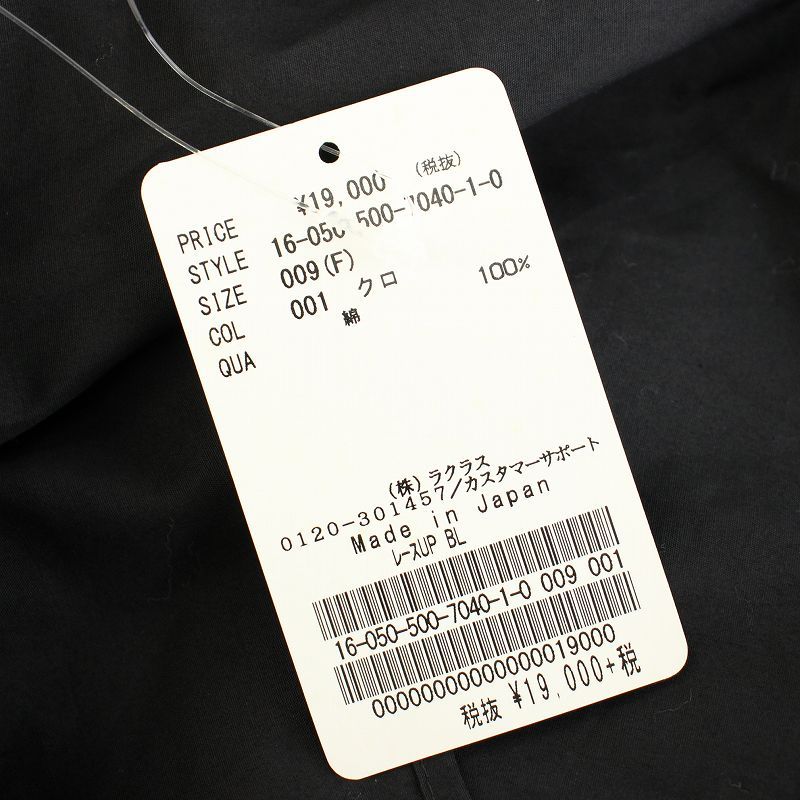 PRICE ¥19,000 (税抜)
STYLE 16-050-500-7040-1-0
SIZE 009(F)
COL 001 クロ
QUA 綿 100%
(株)ラクラス
0120-301457/カスタマーサポート
Made in Japan
ﾚｰｽUP BL
16-050-500-7040-1-0 009 001
00000000000000019000
税抜 ¥19,000+税